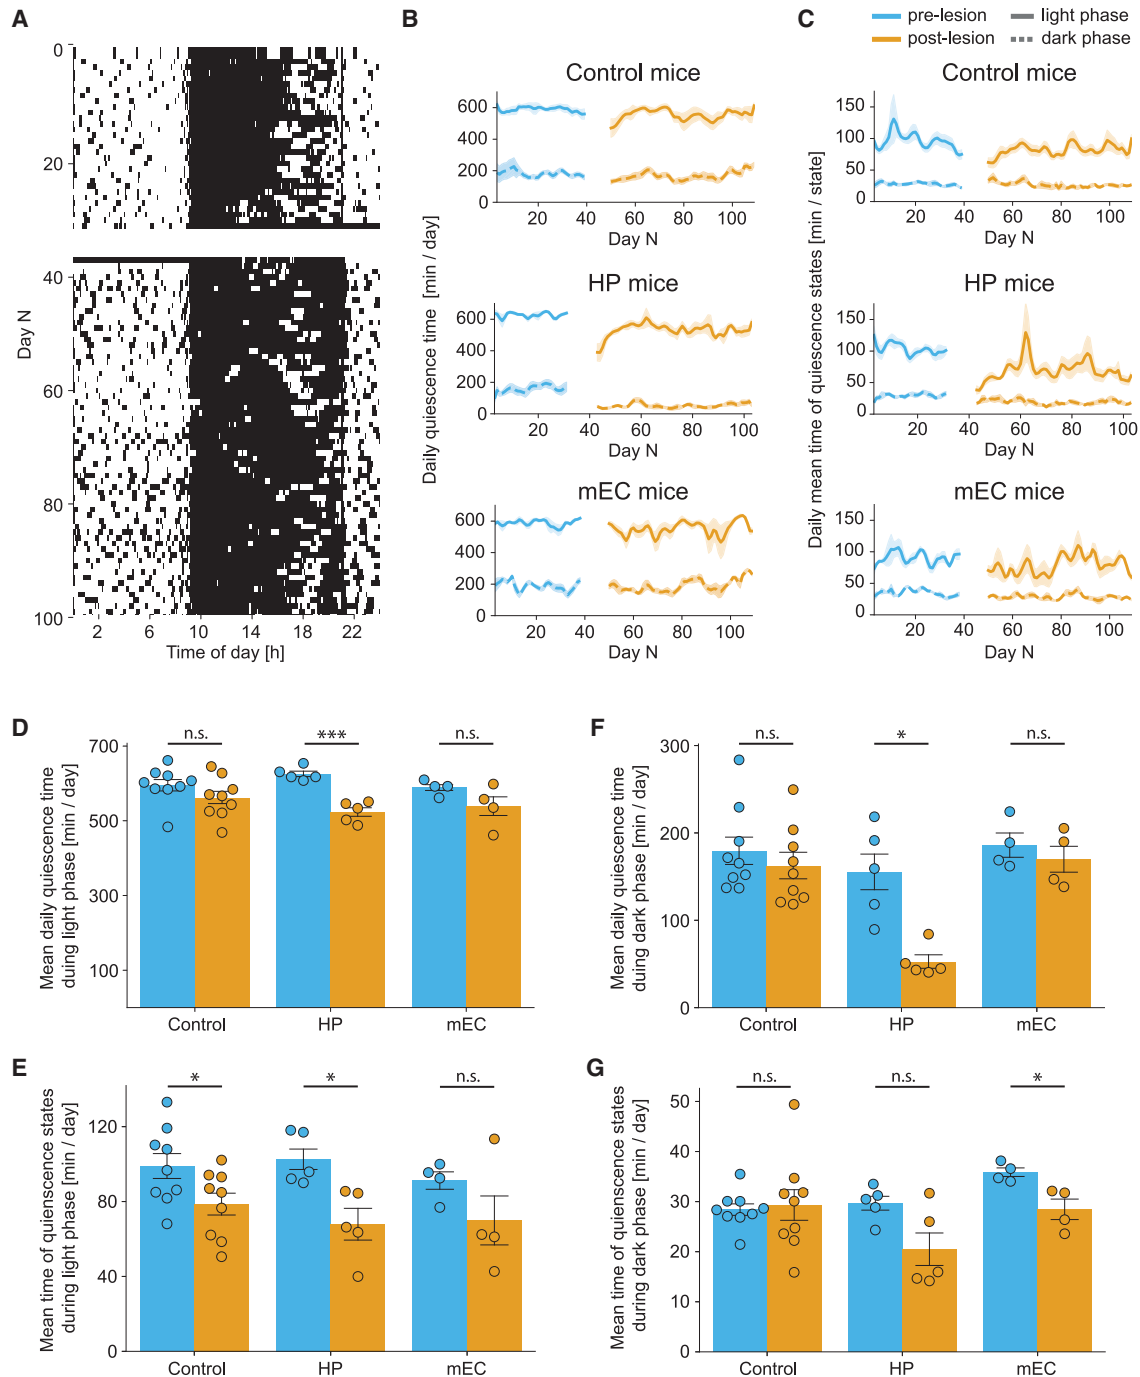 A
0
20
40
60
80
100
Day N
2 6 10 14 18 22
Time of day [h]
B
Daily quiescence time [min / day]
Control mice
600
400
200
0
20 40 60 80 100
Day N
HP mice
600
400
200
0
20 40 60 80 100
Day N
mEC mice
600
400
200
0
20 40 60 80 100
Day N
C
pre-lesion
post-lesion
light phase
dark phase
Daily mean time of quiescence states [min / state]
Control mice
150
100
50
0
20 40 60 80 100
Day N
HP mice
150
100
50
0
20 40 60 80 100
Day N
mEC mice
150
100
50
0
20 40 60 80 100
Day N
D
Mean daily quiescence time
duing light phase [min / day]
700
500
300
100
n.s.
***
n.s.
Control HP mEC
F
Mean daily quiescence time
duing dark phase [min / day]
300
200
100
0
n.s.
*
n.s.
Control HP mEC
E
Mean time of quienscence states
during light phase [min / day]
120
80
40
0
*
*
n.s.
Control HP mEC
G
Mean time of quienscence states
during dark phase [min / day]
50
40
30
20
10
0
n.s.
n.s.
*
Control HP mEC